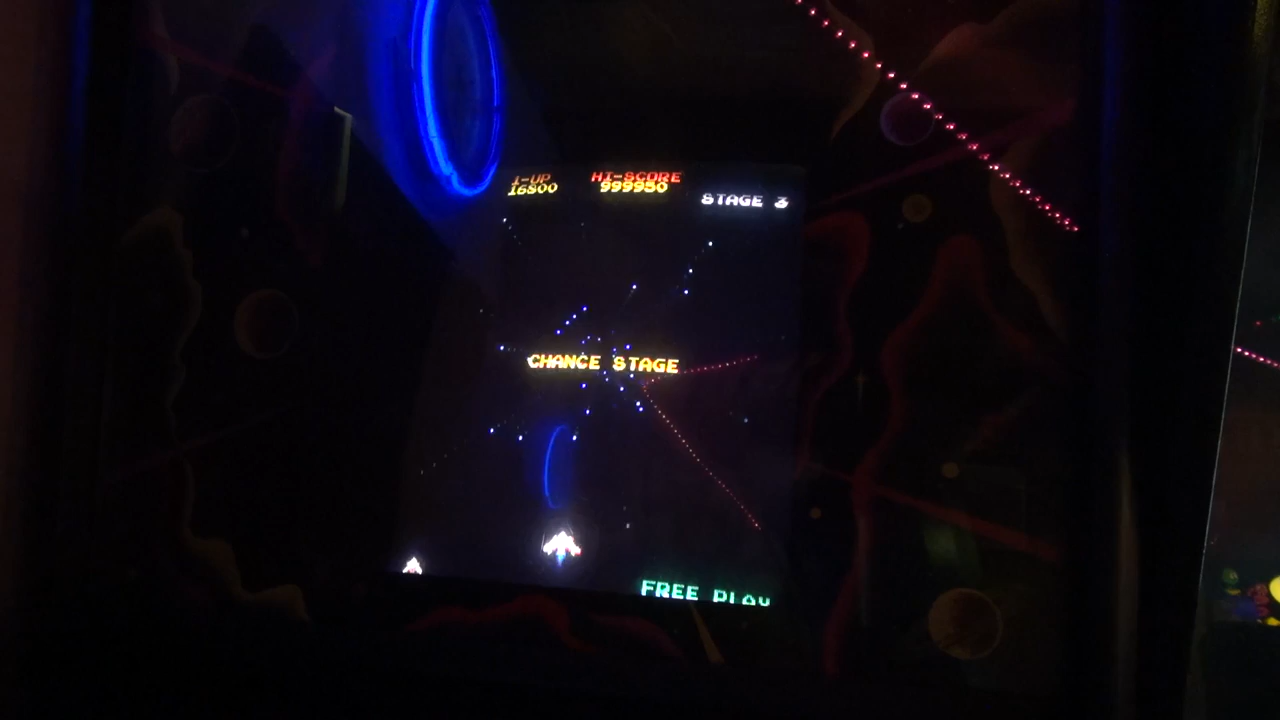 1-UP HI-SCORE
16800 999950
STAGE 3
CHANCE STAGE
FREE PLAY